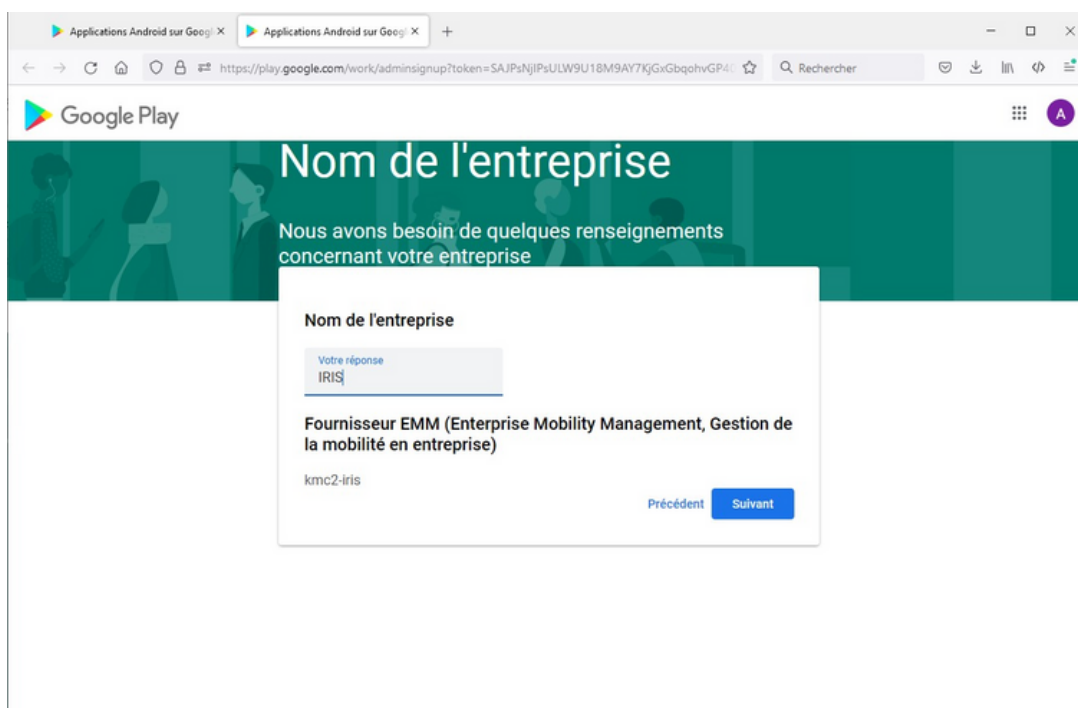 Applications Android sur Googl
Applications Android sur Googl
https://play.google.com/work/adminsignup?token=
Rechercher
Google Play
A
Nom de l'entreprise
Nous avons besoin de quelques renseignements
concernant votre entreprise
Nom de l'entreprise
Votre réponse
IRIS
Fournisseur EMM (Enterprise Mobility Management, Gestion de
la mobilité en entreprise)
kmc2-iris
Précédent Suivant